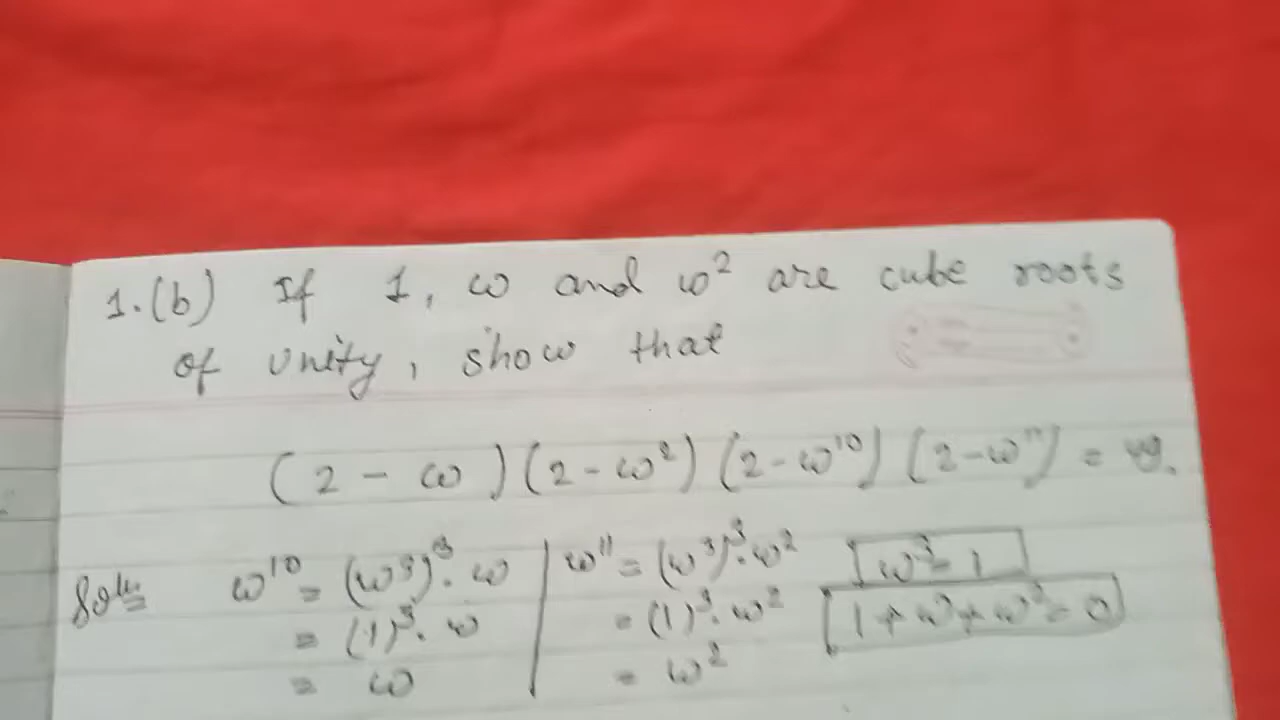 1.(b) If 1, ω and ω² are cube roots
of unity, show that
(2 - ω)(2 - ω²)(2 - ω¹⁰)(2 - ω¹¹) = 49.
Solⁿ: ω¹⁰ = (ω³)³ . ω | ω¹¹ = (ω³)³ . ω² ω³ = 1
= (1)³ . ω = (1)³ . ω² 1 + ω + ω² = 0
= ω = ω²